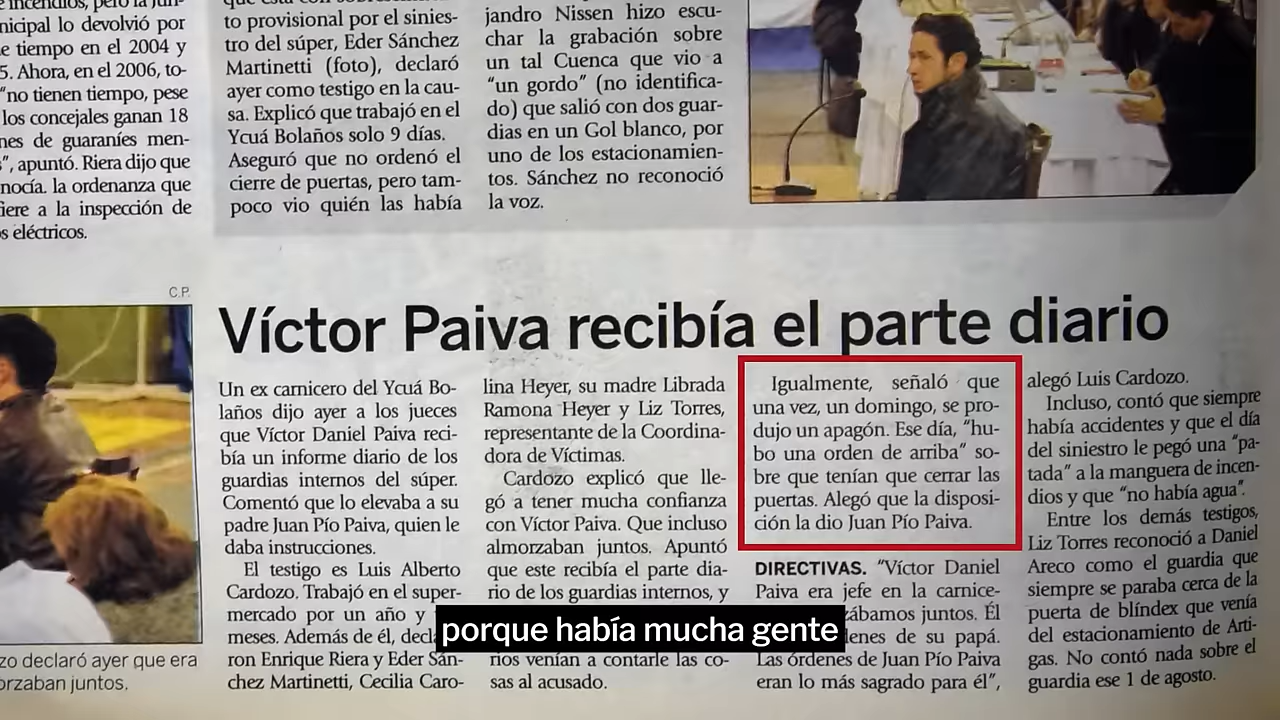 e incendios, pero la jun-
nicipal lo devolvió por
e tiempo en el 2004 y
5. Ahora, en el 2006, to-
"no tienen tiempo, pese
los concejales ganan 18
nes de guaraníes men-
", apuntó. Riera dijo que
nocía. la ordenanza que
fiere a la inspección de
s eléctricos.
to provisional por el sinies-
tro del súper, Eder Sánchez
Martinetti (foto), declaró
ayer como testigo en la cau-
sa. Explicó que trabajó en el
Ycuá Bolaños solo 9 días.
Aseguró que no ordenó el
cierre de puertas, pero tam-
poco vio quién las había
jandro Nissen hizo escu-
char la grabación sobre
un tal Cuenca que vio a
"un gordo" (no identifica-
do) que salió con dos guar-
dias en un Gol blanco, por
uno de los estacionamien-
tos. Sánchez no reconoció
la voz.
C.P.
zo declaró ayer que era
orzaban juntos.
Víctor Paiva recibía el parte diario
Un ex carnicero del Ycuá Bo-
laños dijo ayer a los jueces
que Víctor Daniel Paiva reci-
bía un informe diario de los
guardias internos del súper.
Comentó que lo elevaba a su
padre Juan Pío Paiva, quien le
daba instrucciones.
El testigo es Luis Alberto
Cardozo. Trabajó en el super-
mercado por un año y
meses. Además de él, decl
ron Enrique Riera y Eder Sán-
chez Martinetti, Cecilia Caro-
lina Heyer, su madre Librada
Ramona Heyer y Liz Torres,
representante de la Coordina-
dora de Víctimas.
Cardozo explicó que lle-
gó a tener mucha confianza
con Víctor Paiva. Que incluso
almorzaban juntos. Apuntó
que este recibía el parte dia-
rio de los guardias internos, y
rios venían a contarle las co-
sas al acusado.
Igualmente, señaló que
una vez, un domingo, se pro-
dujo un apagón. Ese día, "hu-
bo una orden de arriba" so-
bre que tenían que cerrar las
puertas. Alegó que la disposi-
ción la dio Juan Pío Paiva.
DIRECTIVAS. "Víctor Daniel
Paiva era jefe en la carnice-
zábamos juntos. Él
enes de su papá.
Las órdenes de Juan Pío Paiva
eran lo más sagrado para él",
alegó Luis Cardozo.
Incluso, contó que siempre
había accidentes y que el día
del siniestro le pegó una "pa-
tada" a la manguera de incen-
dios y que "no había agua".
Entre los demás testigos,
Liz Torres reconoció a Daniel
Areco como el guardia que
siempre se paraba cerca de la
puerta de blíndex que venía
del estacionamiento de Arti-
gas. No contó nada sobre el
guardia ese 1 de agosto.
porque había mucha gente